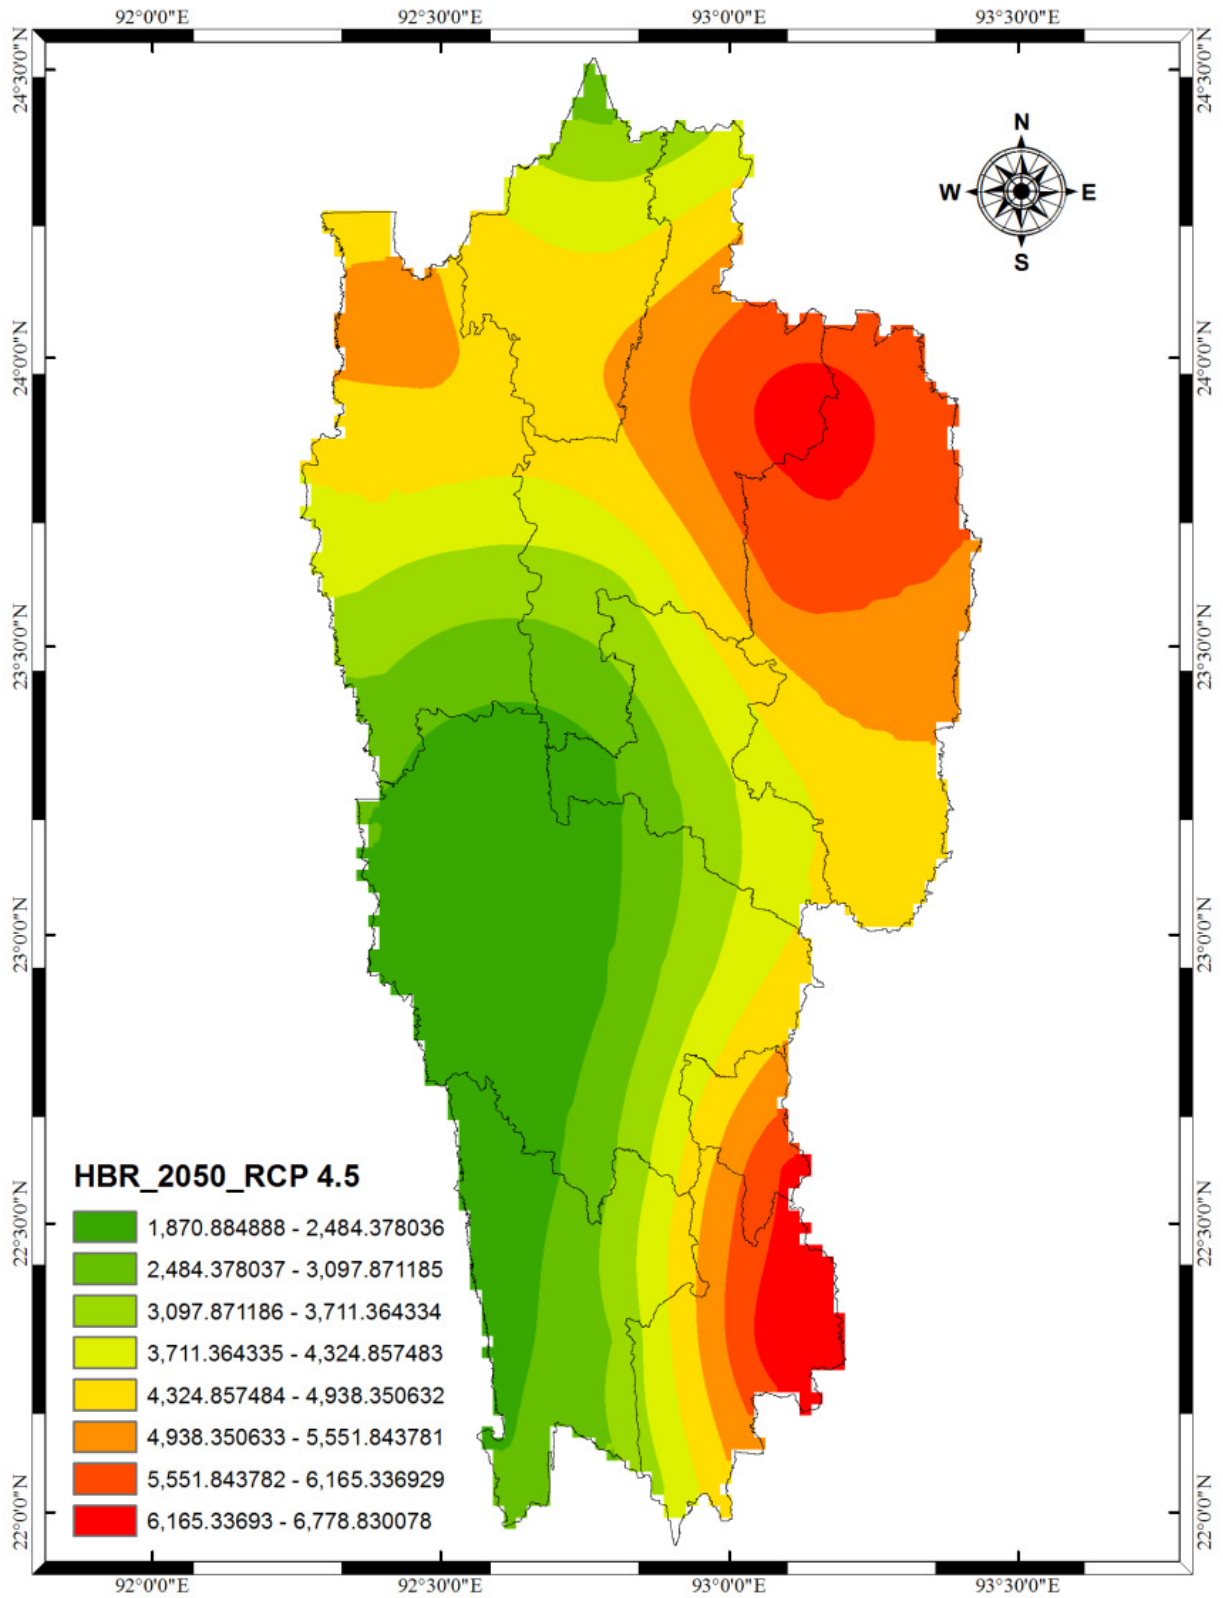 92°0'0"E 92°30'0"E 93°0'0"E 93°30'0"E
24°30'0"N
24°0'0"N
23°30'0"N
23°0'0"N
22°30'0"N
22°0'0"N
24°30'0"N
24°0'0"N
23°30'0"N
23°0'0"N
22°30'0"N
22°0'0"N
N
W E
S
HBR_2050_RCP 4.5
1,870.884888 - 2,484.378036
2,484.378037 - 3,097.871185
3,097.871186 - 3,711.364334
3,711.364335 - 4,324.857483
4,324.857484 - 4,938.350632
4,938.350633 - 5,551.843781
5,551.843782 - 6,165.336929
6,165.33693 - 6,778.830078
92°0'0"E 92°30'0"E 93°0'0"E 93°30'0"E